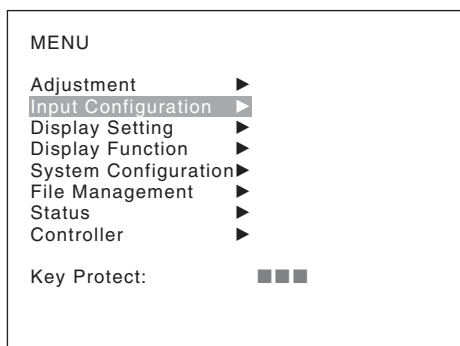 MENU
Adjustment ▶
Input Configuration ▶
Display Setting ▶
Display Function ▶
System Configuration▶
File Management ▶
Status ▶
Controller ▶
Key Protect: ■■■